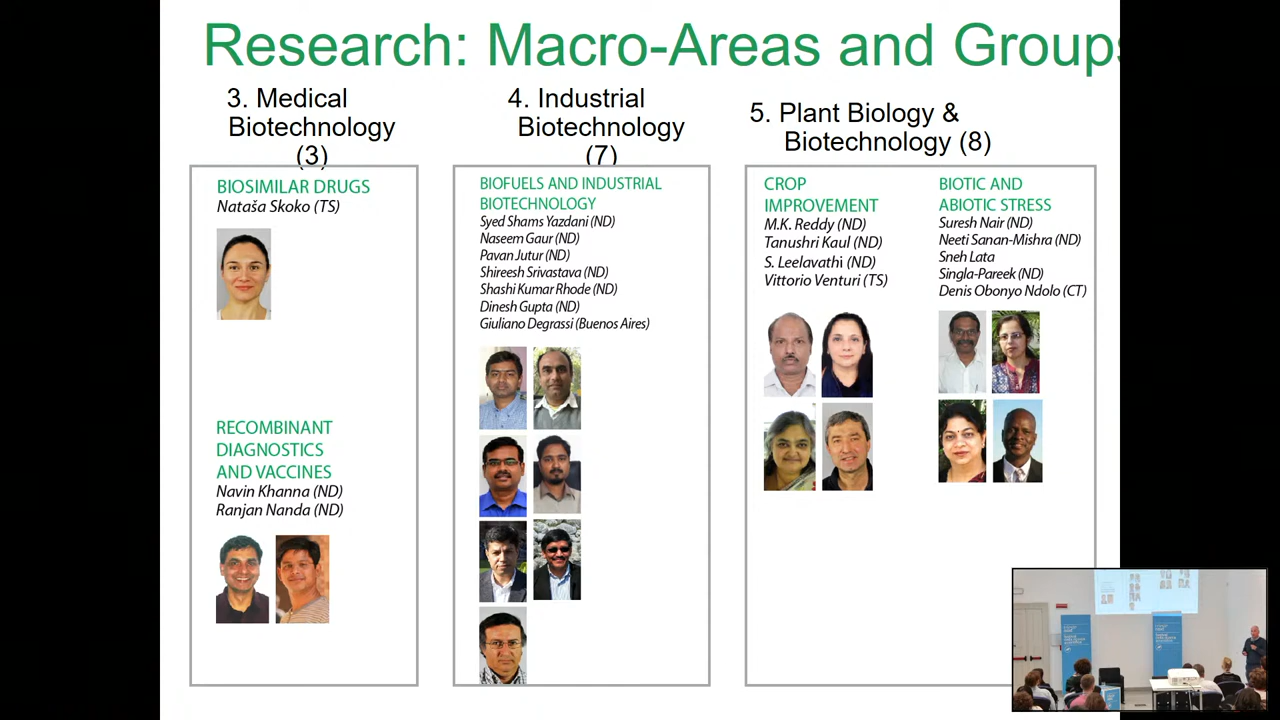 Research: Macro-Areas and Groups
3. Medical
Biotechnology
(3)
BIOSIMILAR DRUGS
Nataša Skoko (TS)
RECOMBINANT
DIAGNOSTICS
AND VACCINES
Navin Khanna (ND)
Ranjan Nanda (ND)
4. Industrial
Biotechnology
(7)
BIOFUELS AND INDUSTRIAL
BIOTECHNOLOGY
Syed Shams Yazdani (ND)
Naseem Gaur (ND)
Pavan Jutur (ND)
Shireesh Srivastava (ND)
Shashi Kumar Rhode (ND)
Dinesh Gupta (ND)
Giuliano Degrassi (Buenos Aires)
5. Plant Biology &
Biotechnology (8)
CROP
IMPROVEMENT
M.K. Reddy (ND)
Tanushri Kaul (ND)
S. Leelavathi (ND)
Vittorio Venturi (TS)
BIOTIC AND
ABIOTIC STRESS
Suresh Nair (ND)
Neeti Sanan-Mishra (ND)
Sneh Lata
Singla-Pareek (ND)
Denis Obonyo Ndolo (CT)